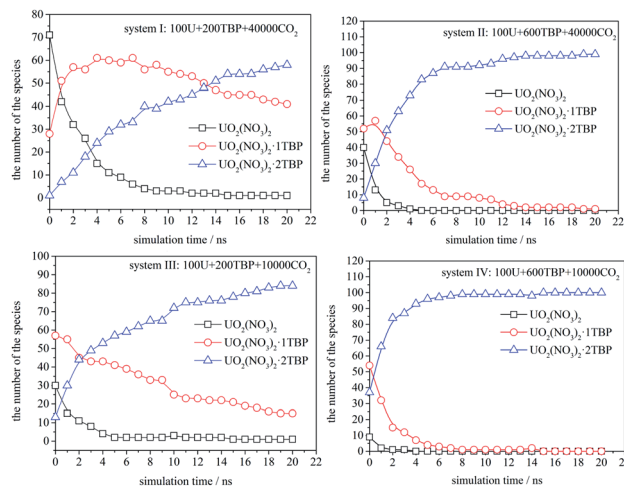 system I: 100U+200TBP+40000CO₂
the number of the species
80
70
60
50
40
30
20
10
0
UO₂(NO₃)₂
UO₂(NO₃)₂·1TBP
UO₂(NO₃)₂·2TBP
0 2 4 6 8 10 12 14 16 18 20 22
simulation time / ns
system II: 100U+600TBP+40000CO₂
the number of the species
120
110
100
90
80
70
60
50
40
30
20
10
0
UO₂(NO₃)₂
UO₂(NO₃)₂·1TBP
UO₂(NO₃)₂·2TBP
0 2 4 6 8 10 12 14 16 18 20 22
simulation time / ns
system III: 100U+200TBP+10000CO₂
the number of the species
100
90
80
70
60
50
40
30
20
10
0
UO₂(NO₃)₂
UO₂(NO₃)₂·1TBP
UO₂(NO₃)₂·2TBP
0 2 4 6 8 10 12 14 16 18 20 22
simulation time / ns
system IV: 100U+600TBP+10000CO₂
the number of the species
120
110
100
90
80
70
60
50
40
30
20
10
0
UO₂(NO₃)₂
UO₂(NO₃)₂·1TBP
UO₂(NO₃)₂·2TBP
0 2 4 6 8 10 12 14 16 18 20 22
simulation time / ns